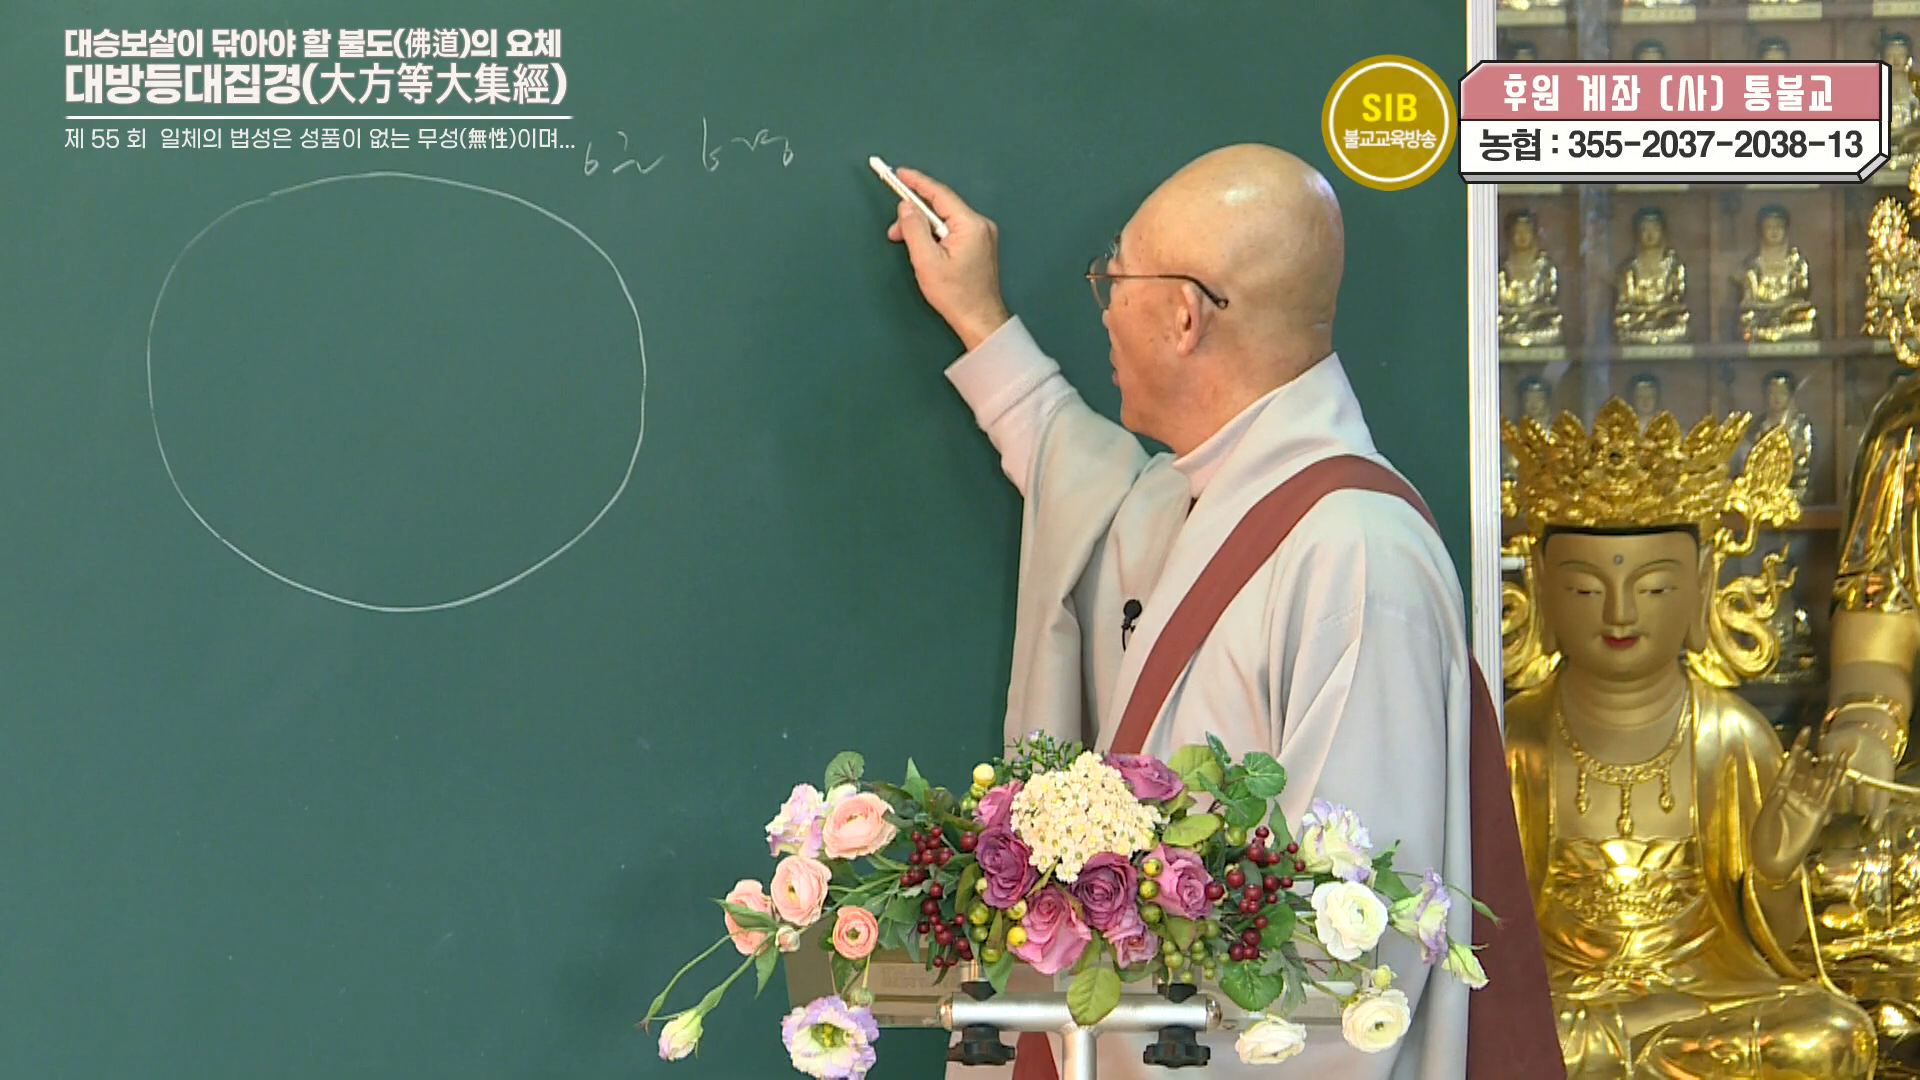 대승보살이 닦아야 할 불도(佛道)의 요체
대방등대집경(大方等大集經)
제 55 회 일체의 법성은 성품이 없는 무성(無性)이며...
SIB
불교교육방송
후원 계좌 (사) 통불교
농협 : 355-2037-2038-13